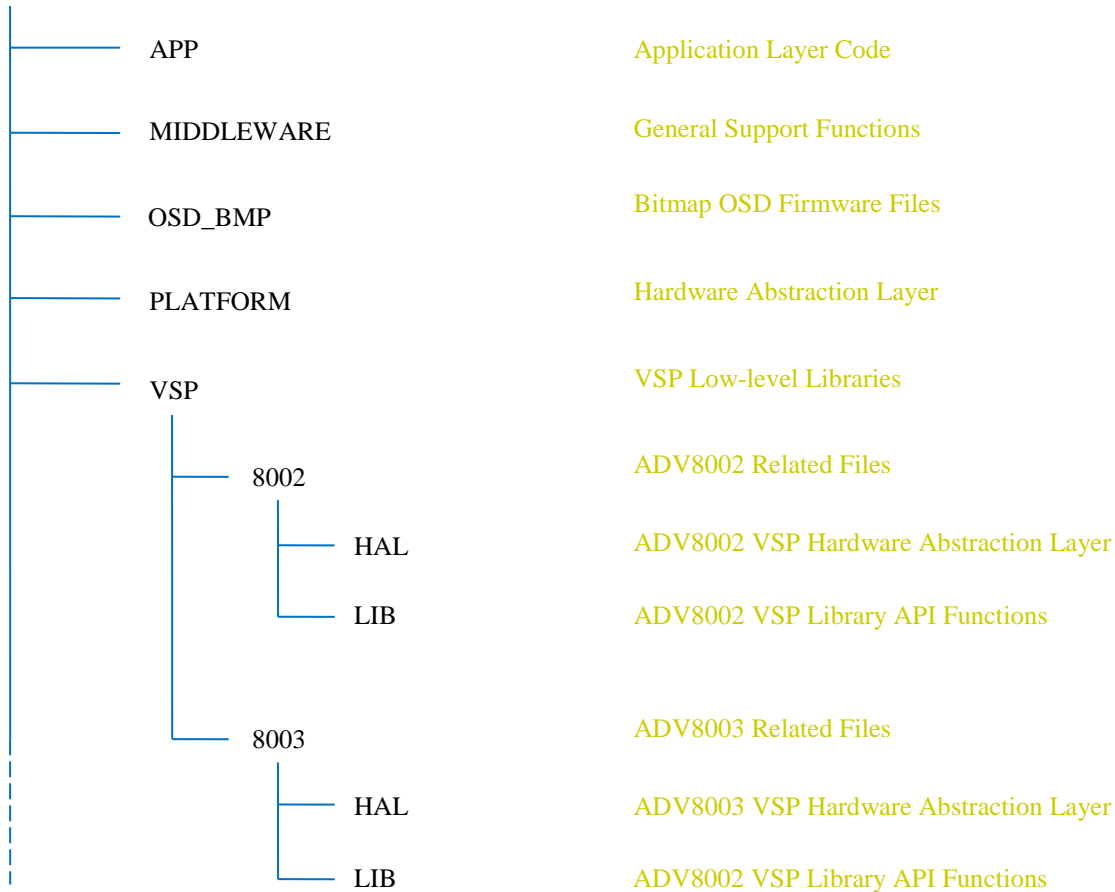 APP Application Layer Code
MIDDLEWARE General Support Functions
OSD_BMP Bitmap OSD Firmware Files
PLATFORM Hardware Abstraction Layer
VSP VSP Low-level Libraries
8002 ADV8002 Related Files
HAL ADV8002 VSP Hardware Abstraction Layer
LIB ADV8002 VSP Library API Functions
8003 ADV8003 Related Files
HAL ADV8003 VSP Hardware Abstraction Layer
LIB ADV8002 VSP Library API Functions